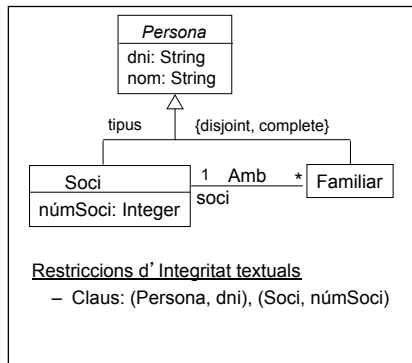 Persona
dni: String
nom: String
tipus {disjoint, complete}
Soci 1 Amb * Familiar
númSoci: Integer soci
Restriccions d' Integritat textuals
– Claus: (Persona, dni), (Soci, númSoci)